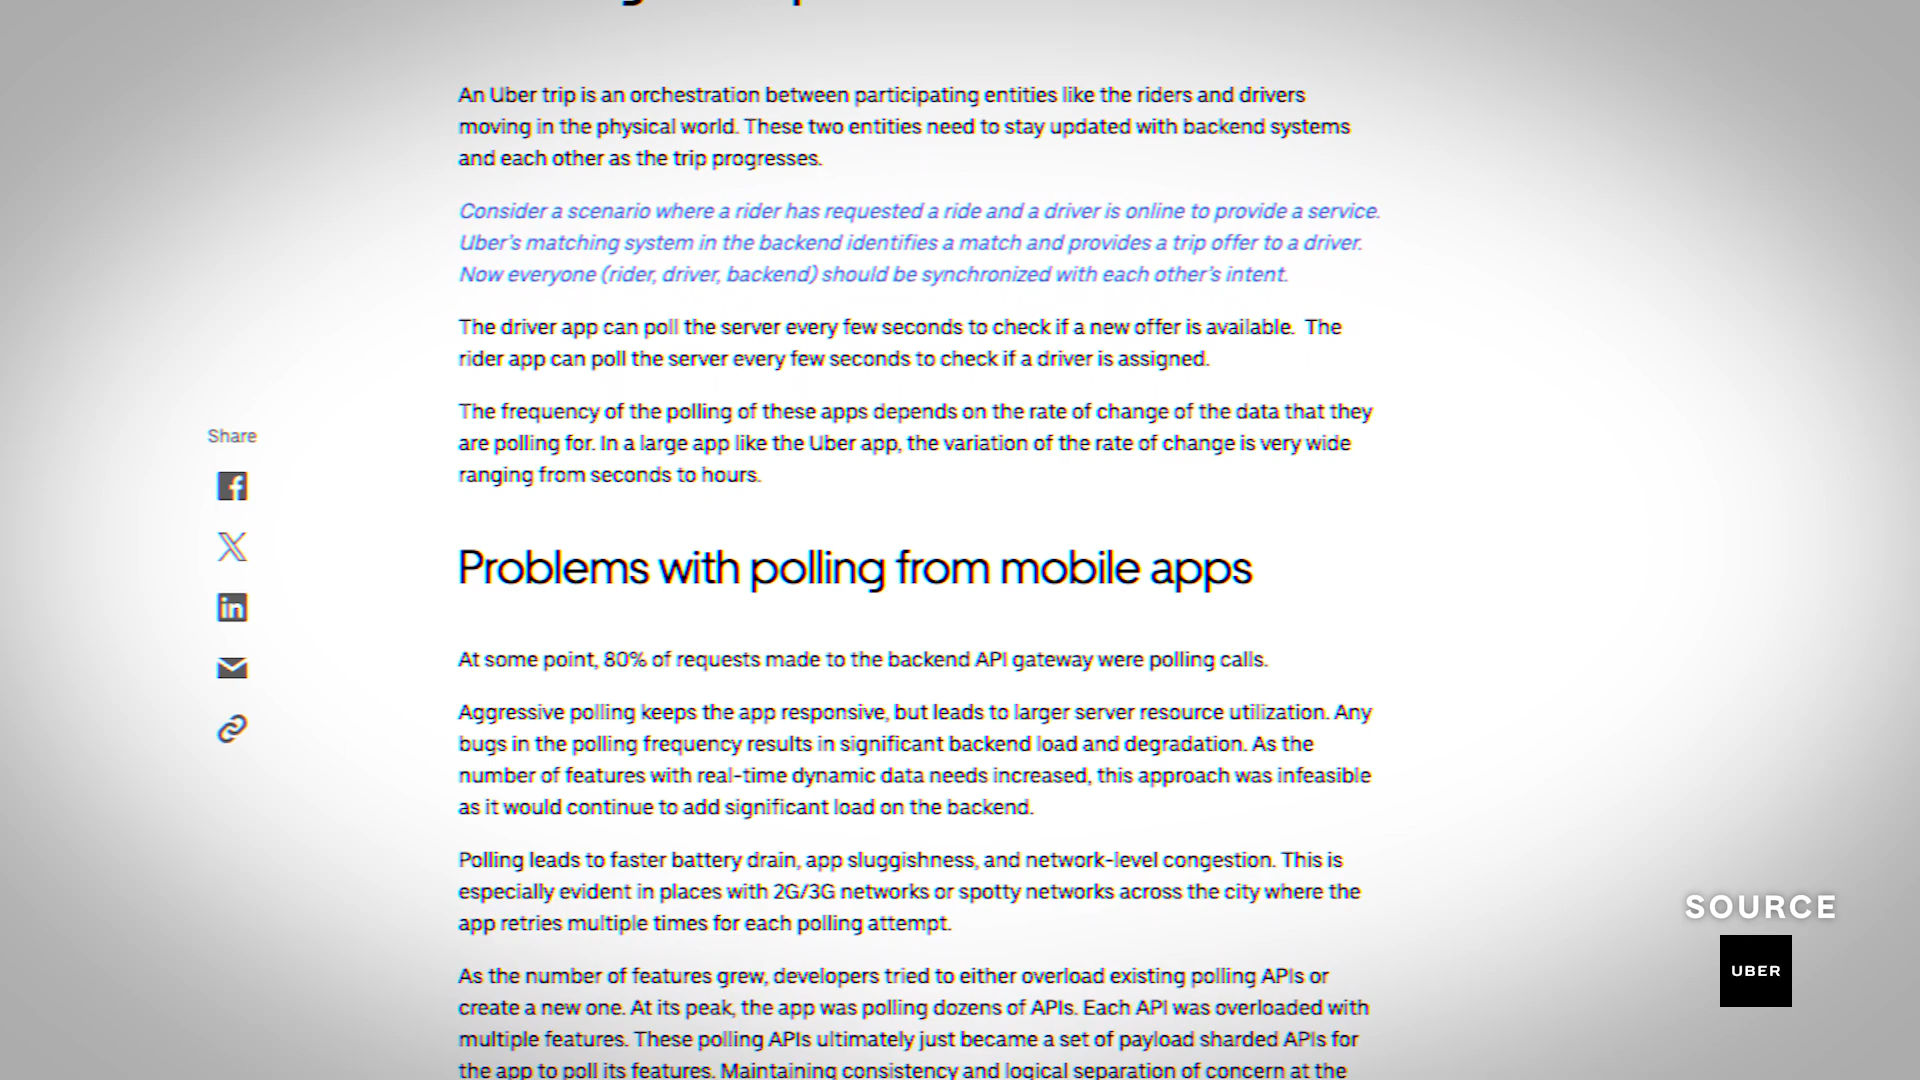 An Uber trip is an orchestration between participating entities like the riders and drivers
moving in the physical world. These two entities need to stay updated with backend systems
and each other as the trip progresses.
Consider a scenario where a rider has requested a ride and a driver is online to provide a service.
Uber’s matching system in the backend identifies a match and provides a trip offer to a driver.
Now everyone (rider, driver, backend) should be synchronized with each other’s intent.
The driver app can poll the server every few seconds to check if a new offer is available. The
rider app can poll the server every few seconds to check if a driver is assigned.
The frequency of the polling of these apps depends on the rate of change of the data that they
are polling for. In a large app like the Uber app, the variation of the rate of change is very wide
ranging from seconds to hours.
Share
Problems with polling from mobile apps
At some point, 80% of requests made to the backend API gateway were polling calls.
Aggressive polling keeps the app responsive, but leads to larger server resource utilization. Any
bugs in the polling frequency results in significant backend load and degradation. As the
number of features with real-time dynamic data needs increased, this approach was infeasible
as it would continue to add significant load on the backend.
Polling leads to faster battery drain, app sluggishness, and network-level congestion. This is
especially evident in places with 2G/3G networks or spotty networks across the city where the
app retries multiple times for each polling attempt.
As the number of features grew, developers tried to either overload existing polling APIs or
create a new one. At its peak, the app was polling dozens of APIs. Each API was overloaded with
multiple features. These polling APIs ultimately just became a set of payload sharded APIs for
the app to poll its features. Maintaining consistency and logical separation of concern at the
SOURCE
UBER